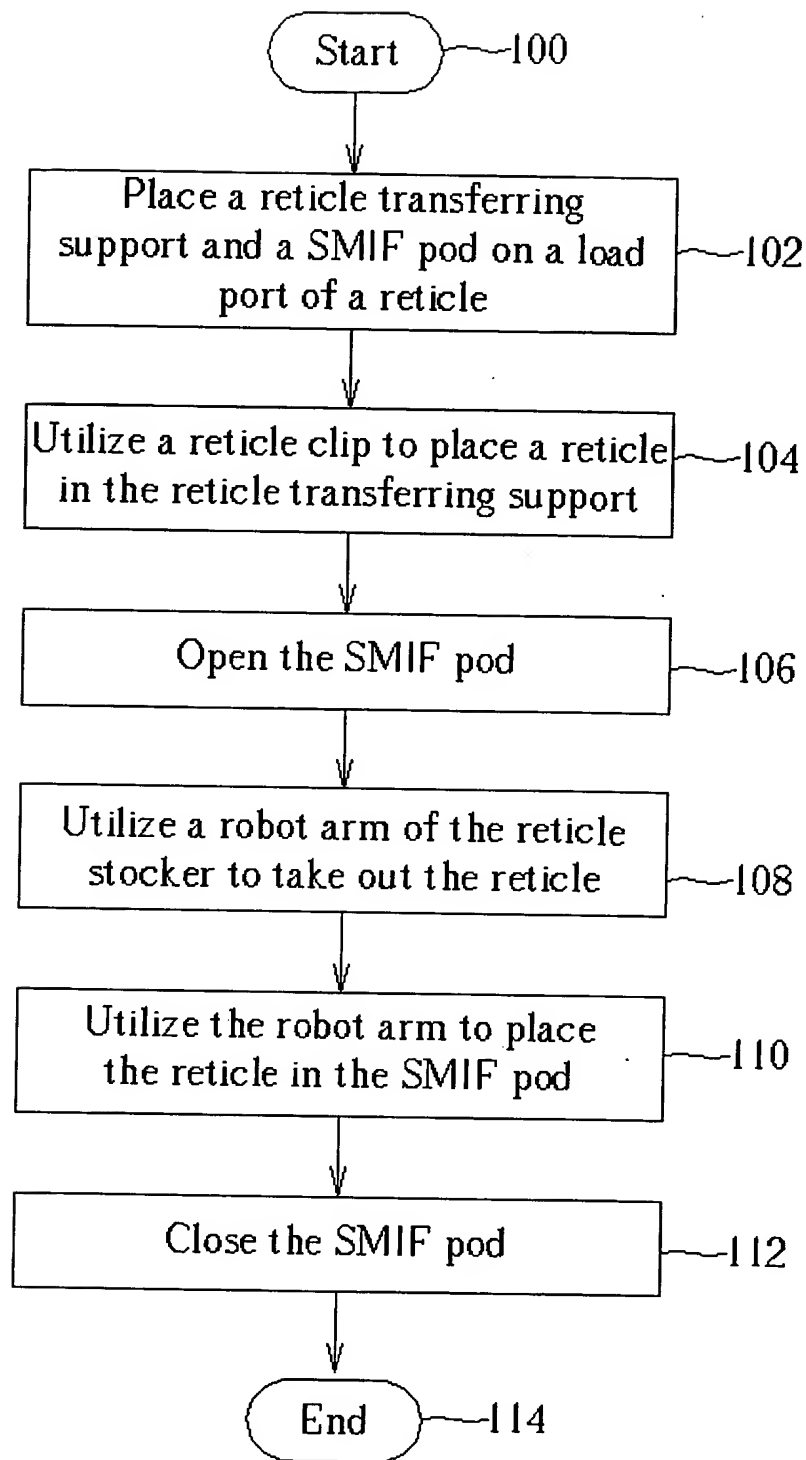 Start
100
Place a reticle transferring
support and a SMIF pod on a load
port of a reticle
102
Utilize a reticle clip to place a reticle
in the reticle transferring support
104
Open the SMIF pod
106
Utilize a robot arm of the reticle
stocker to take out the reticle
108
Utilize the robot arm to place
the reticle in the SMIF pod
110
Close the SMIF pod
112
End
114